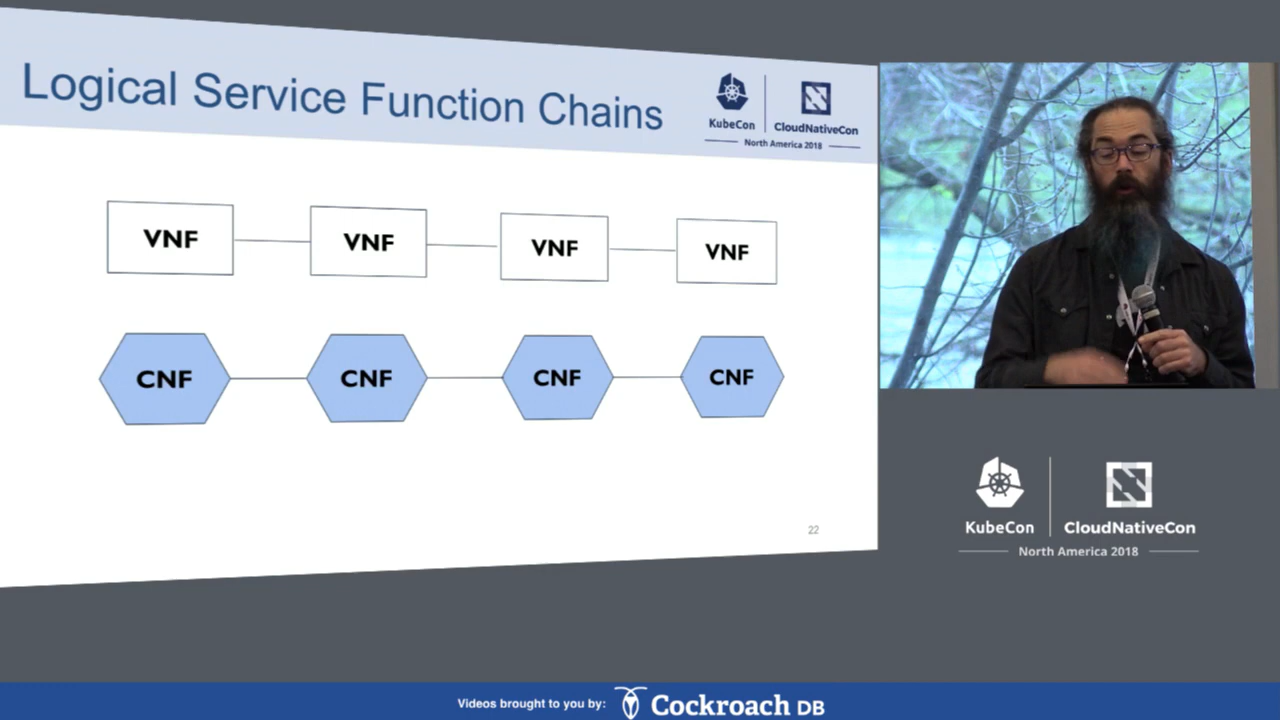 Logical Service Function Chains
KubeCon
CloudNativeCon
North America 2018
VNF VNF VNF VNF
CNF CNF CNF CNF
22
KubeCon
CloudNativeCon
North America 2018
Videos brought to you by: Cockroach DB